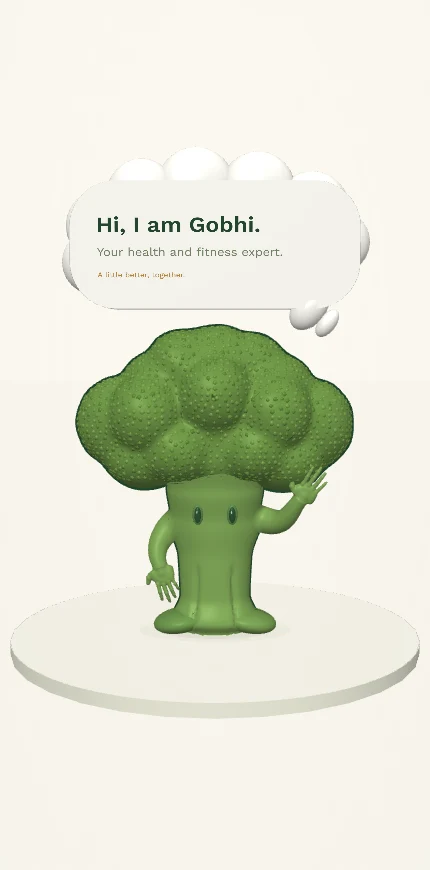 Hi, I am Gobhi.
Your health and fitness expert.
A little better, together.